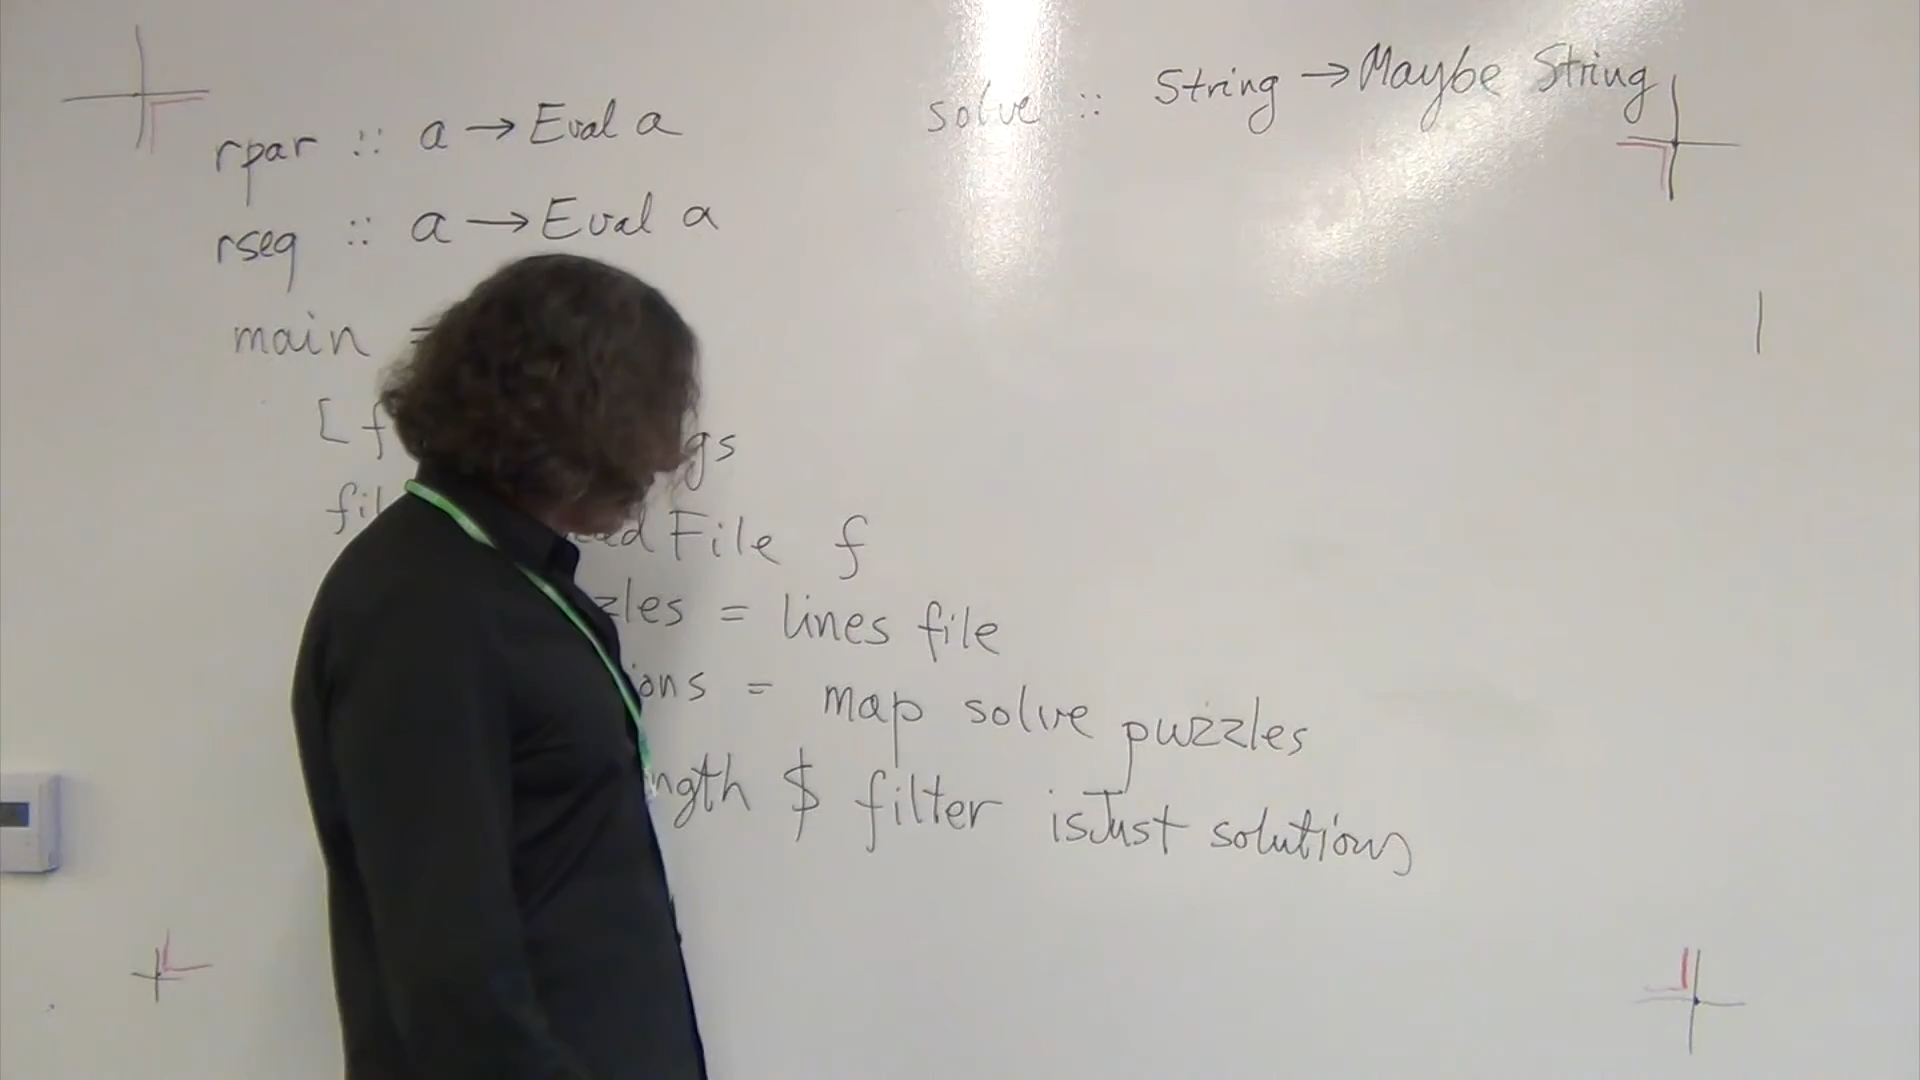 rpar :: a → Eval a
solve :: String → Maybe String
rseq :: a → Eval a
main =
[f gs
fil adFile f
zles = lines file
ions = map solve puzzles
ngth $ filter isJust solutions